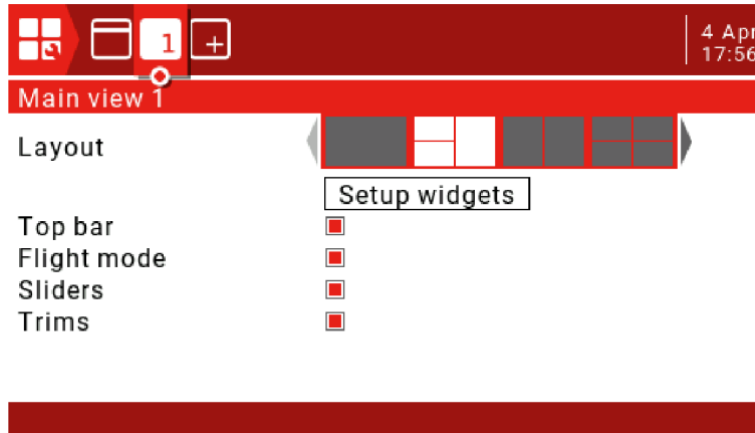 1
+
4 Apr
17:56
Main view 1
Layout
Setup widgets
Top bar
Flight mode
Sliders
Trims